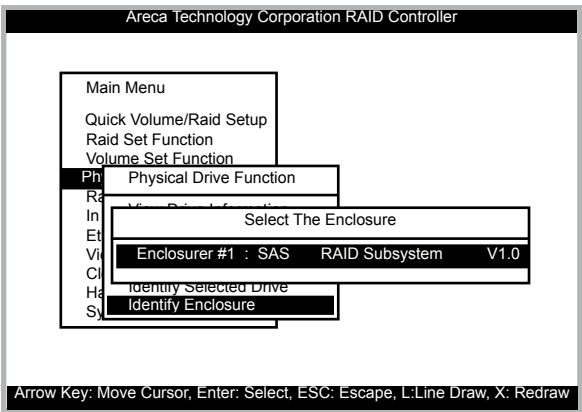 Areca Technology Corporation RAID Controller
Main Menu
Quick Volume/Raid Setup
Raid Set Function
Volume Set Function
Physical Drive Function
Select The Enclosure
Enclosurer #1 : SAS RAID Subsystem V1.0
Identify Selected Drive
Identify Enclosure
Arrow Key: Move Cursor, Enter: Select, ESC: Escape, L:Line Draw, X: Redraw